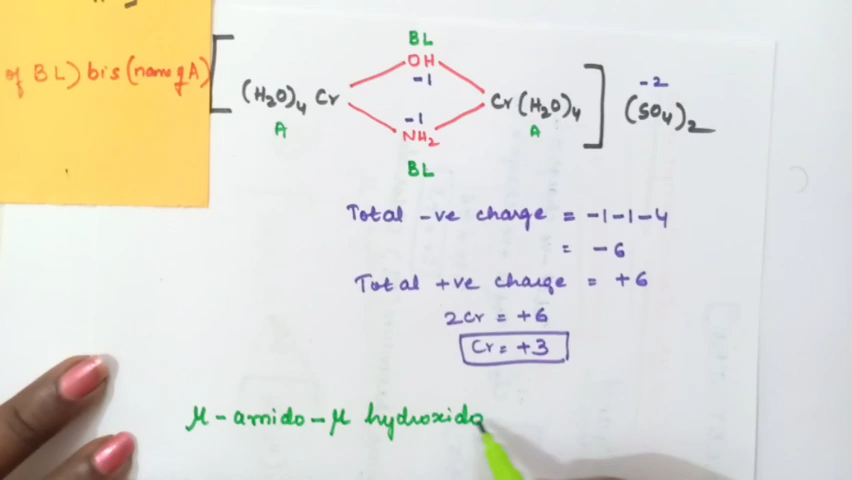 of BL) bis (name of A)
BL
[(H₂O)₄ Cr OH Cr (H₂O)₄] (SO₄)₂
-1 -2
-1
A NH₂ A
BL
Total -ve charge = -1-1-4
= -6
Total +ve charge = +6
2Cr = +6
Cr = +3
μ - amido - μ hydroxido